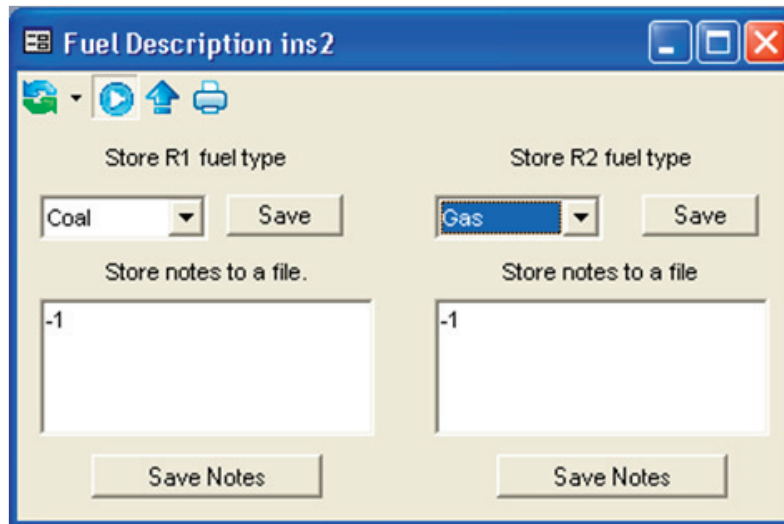 Fuel Description ins2
Store R1 fuel type
Store R2 fuel type
Coal
Save
Gas
Save
Store notes to a file.
Store notes to a file
-1
-1
Save Notes
Save Notes